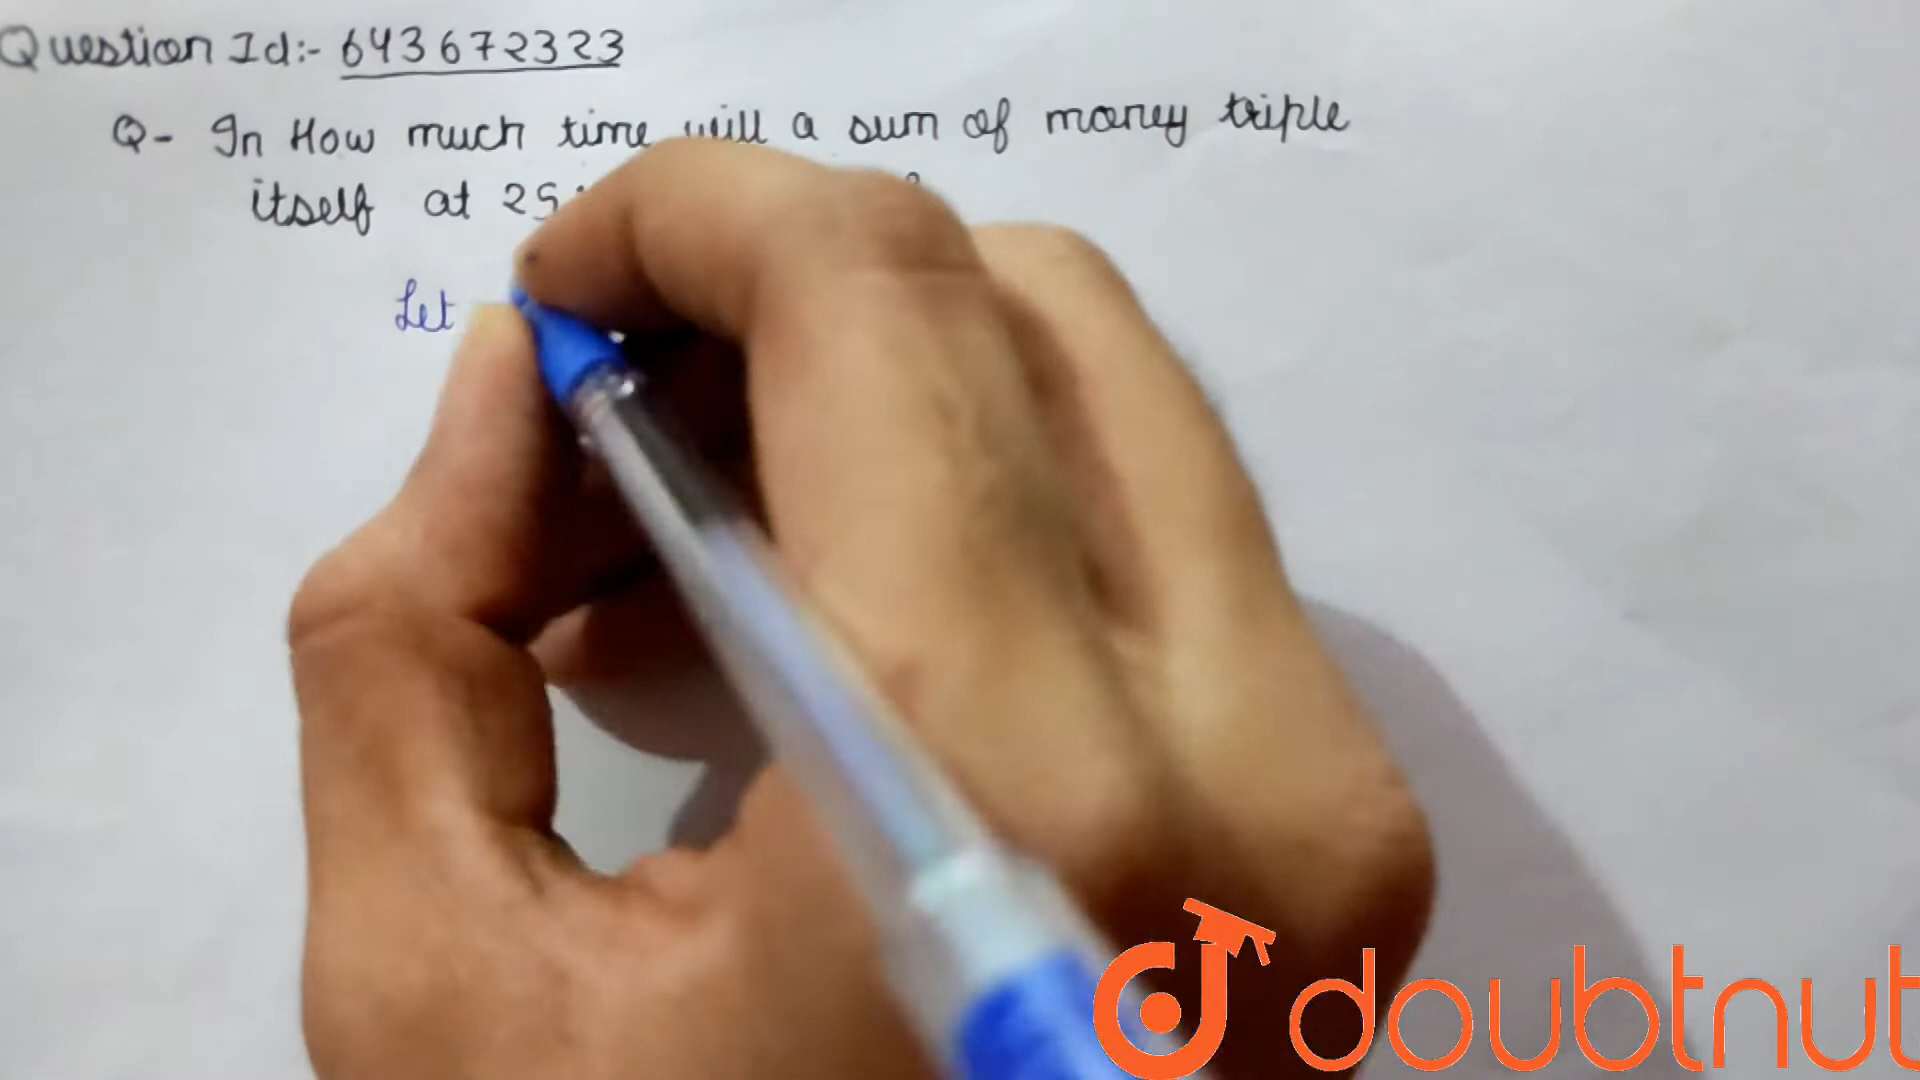 Question Id:- 643672323
Q- In How much time will a sum of money triple
itself at 25
Let
doubtnut